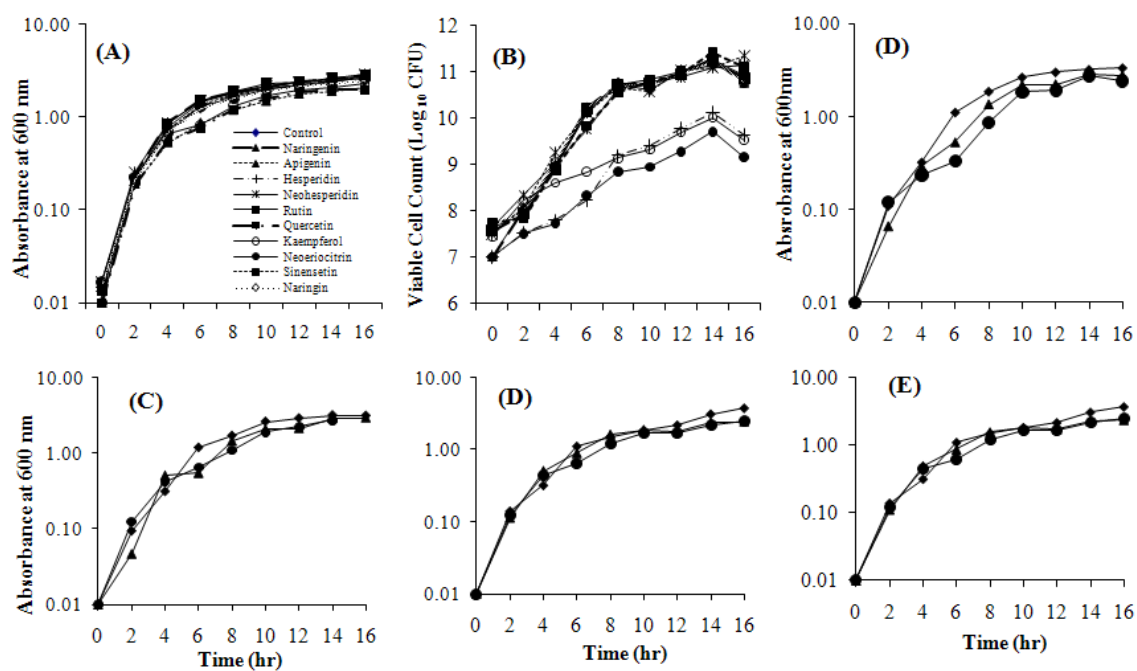 (A)
Absorbance at 600 nm
10.00
1.00
0.10
0.01
0 2 4 6 8 10 12 14 16
Control
Naringenin
Apigenin
Hesperidin
Neohesperidin
Rutin
Quercetin
Kaempferol
Neoeriocitrin
Sinensetin
Naringin
(B)
Viable Cell Count (Log 10 CFU)
12
11
10
9
8
7
6
0 2 4 6 8 10 12 14 16
(D)
Absrobance at 600nm
10.00
1.00
0.10
0.01
0 2 4 6 8 10 12 14 16
(C)
Absorbance at 600 nm
10.00
1.00
0.10
0.01
0 2 4 6 8 10 12 14 16
Time (hr)
(D)
10.00
1.00
0.10
0.01
0 2 4 6 8 10 12 14 16
Time (hr)
(E)
10.00
1.00
0.10
0.01
0 2 4 6 8 10 12 14 16
Time (hr)